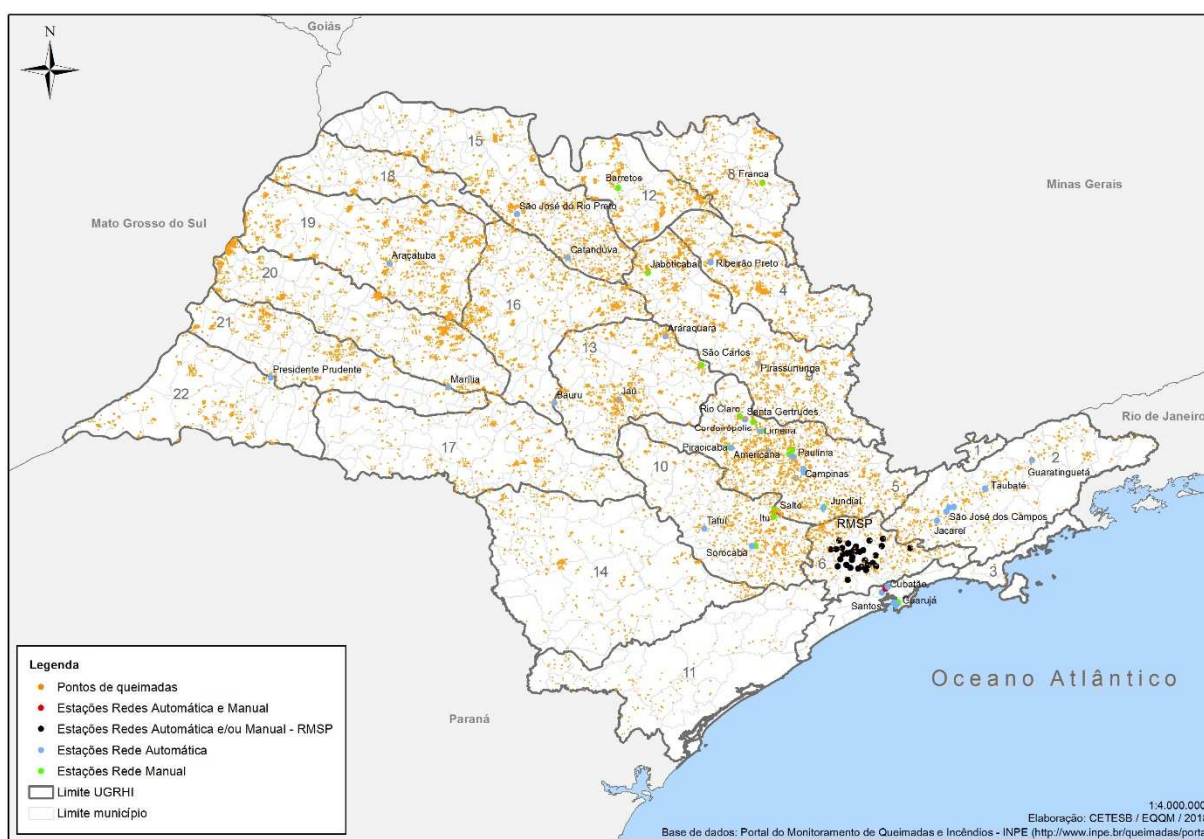 Goiás
N
Minas Gerais
Mato Grosso do Sul
15
18
Barretos
8
Franca
12
São José do Rio Preto
19
Catanduva
Araçatuba
Jaboticabal
Ribeirão Preto
20
4
16
21
Araraquara
13
São Carlos
Pirassununga
9
Presidente Prudente
22
Marília
Bauru
Jaú
Rio Claro
Santa Gertrudes
Cordeirópolis
Limeira
Rio de Janeiro
17
Piracicaba
Americana
Paulínia
1
2
Guaratinguetá
10
Campinas
5
Taubaté
Salto
Jundiaí
Itu
São José dos Campos
Tatuí
RMSP
Jacareí
Sorocaba
6
14
3
Cubatão
Santos
Guarujá
7
11
Oceano Atlântico
Paraná
Legenda
Pontos de queimadas
Estações Redes Automática e Manual
Estações Redes Automática e/ou Manual - RMSP
Estações Rede Automática
Estações Rede Manual
Limite UGRHI
Limite município
1:4.000.000
Elaboração: CETESB / EQQM / 201
Base de dados: Portal do Monitoramento de Queimadas e Incêndios - INPE (http://www.inpe.br/queimadas/porta